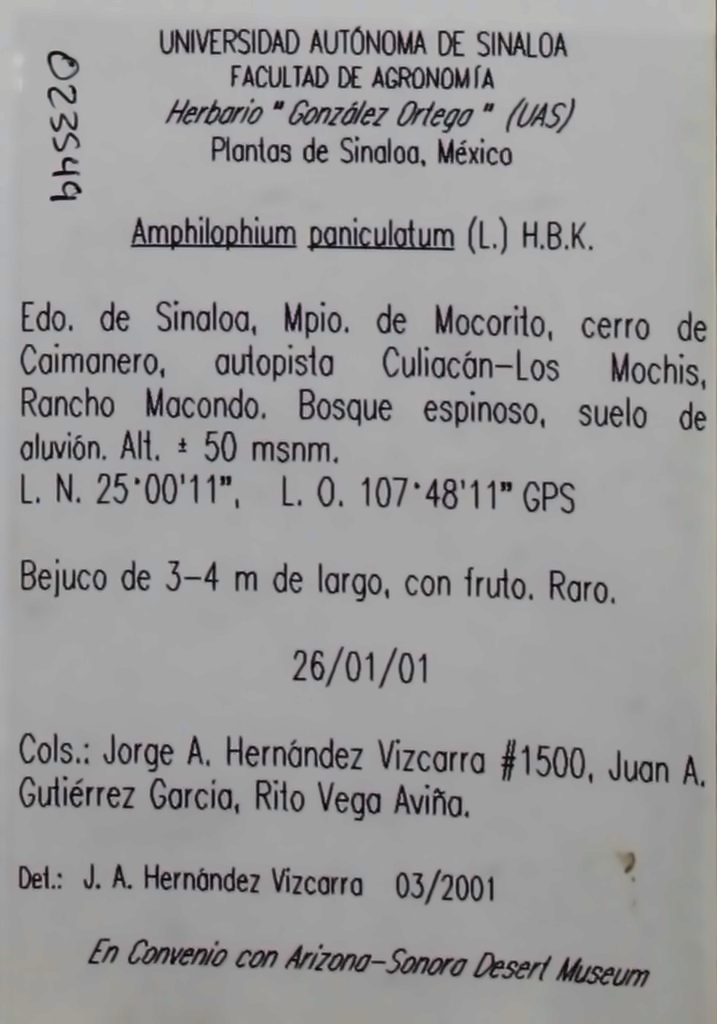 023549
UNIVERSIDAD AUTÓNOMA DE SINALOA
FACULTAD DE AGRONOMÍA
Herbario " González Ortega " (UAS)
Plantas de Sinaloa, México
Amphilophium paniculatum (L.) H.B.K.
Edo. de Sinaloa, Mpio. de Mocorito, cerro de
Caimanero, autopista Culiacán-Los Mochis,
Rancho Macondo. Bosque espinoso, suelo de
aluvión. Alt. ± 50 msnm.
L. N. 25°00'11", L. O. 107°48'11" GPS
Bejuco de 3-4 m de largo, con fruto. Raro.
26/01/01
Cols.: Jorge A. Hernández Vizcarra #1500, Juan A.
Gutiérrez García, Rito Vega Aviña.
Det.: J. A. Hernández Vizcarra 03/2001
En Convenio con Arizona-Sonora Desert Museum